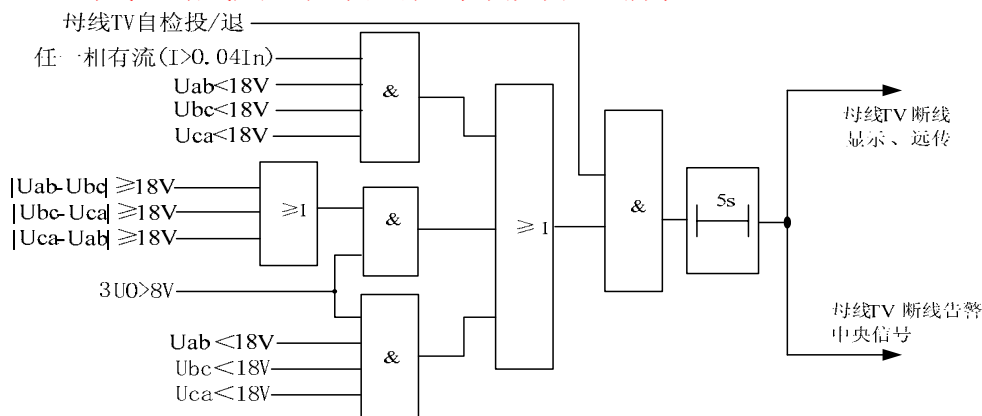 母线TV自检投/退
任一相有流(I>0.04In)
Uab<18V
Ubc<18V
Uca<18V
&
|Uab-Ubc| ≥18V
|Ubc-Uca| ≥18V
|Uca-Uab| ≥18V
≥1
&
3U0>8V
Uab<18V
Ubc<18V
Uca<18V
&
≥1
&
5s
母线TV断线
显示、远传
母线TV断线告警
中央信号